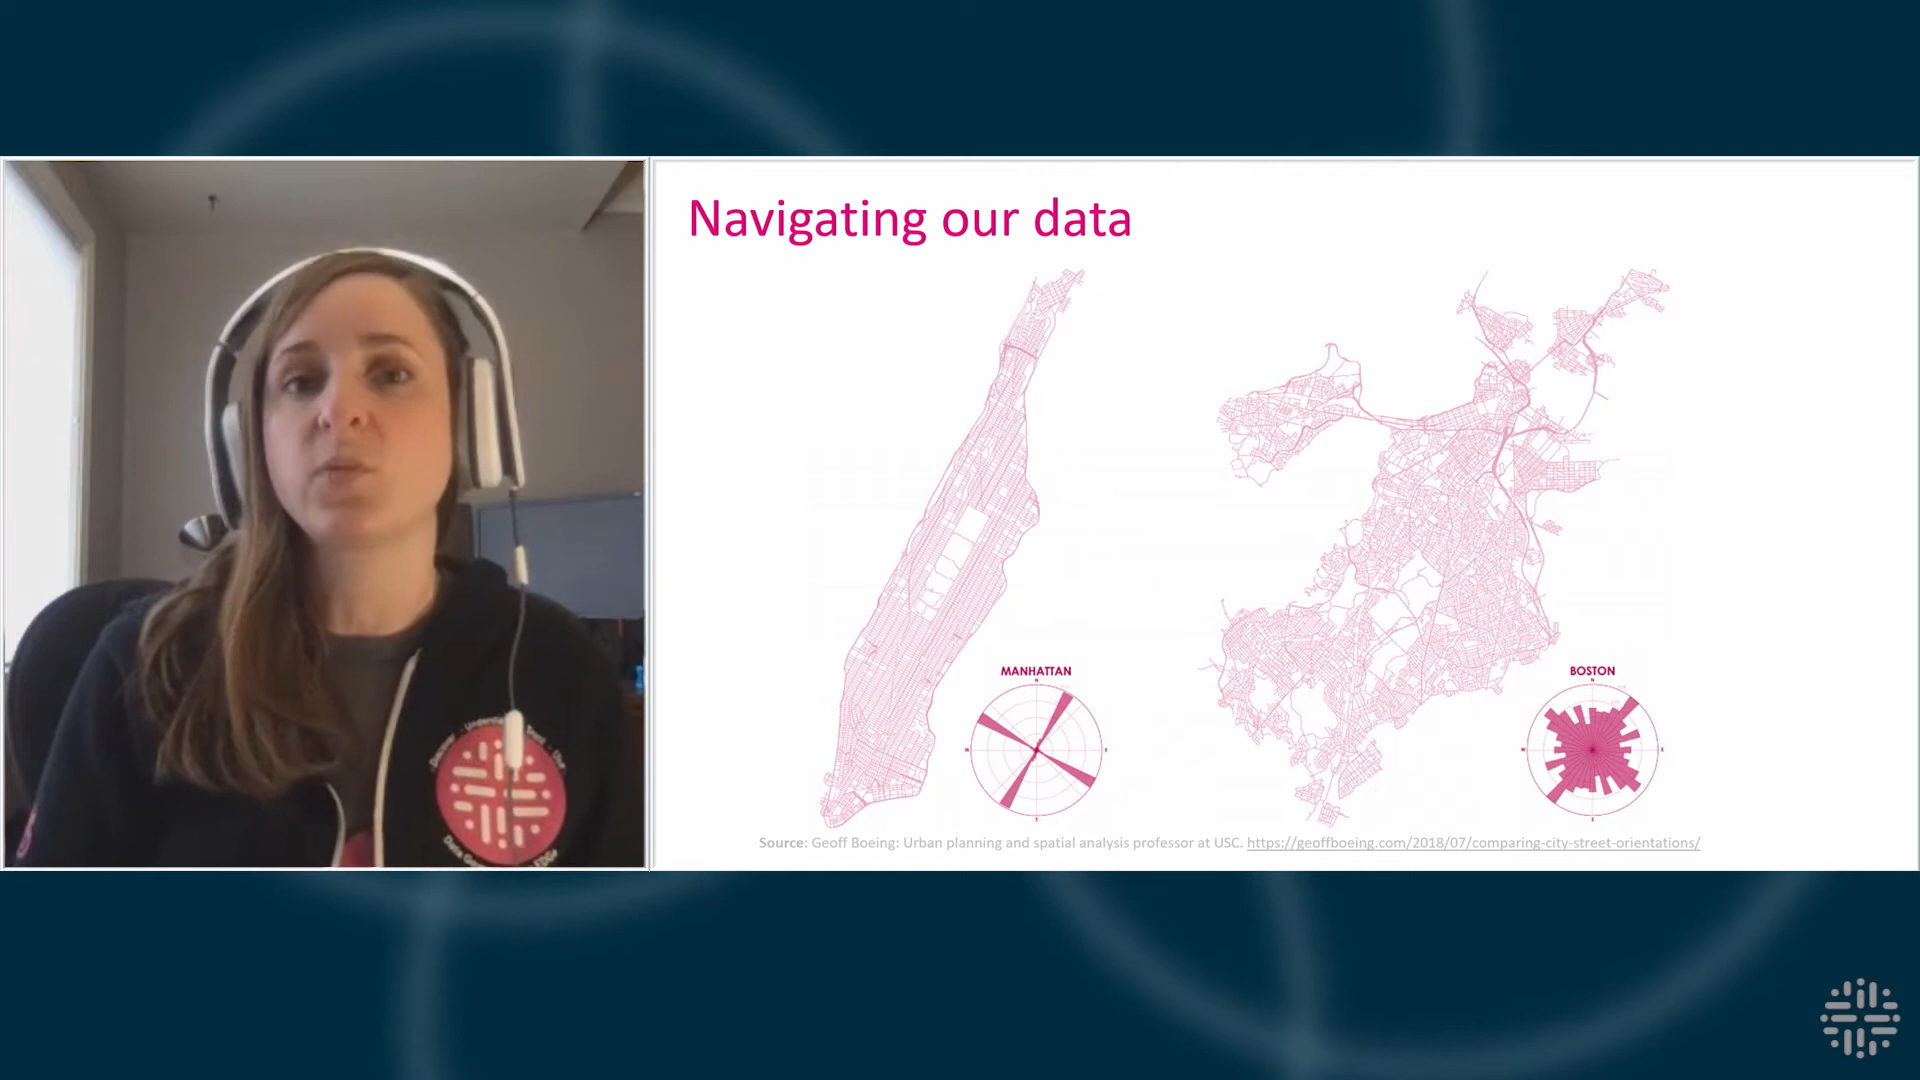 Navigating our data
MANHATTAN
N
W
E
S
BOSTON
N
W
E
S
Source: Geoff Boeing: Urban planning and spatial analysis professor at USC. https://geoffboeing.com/2018/07/comparing-city-street-orientations/